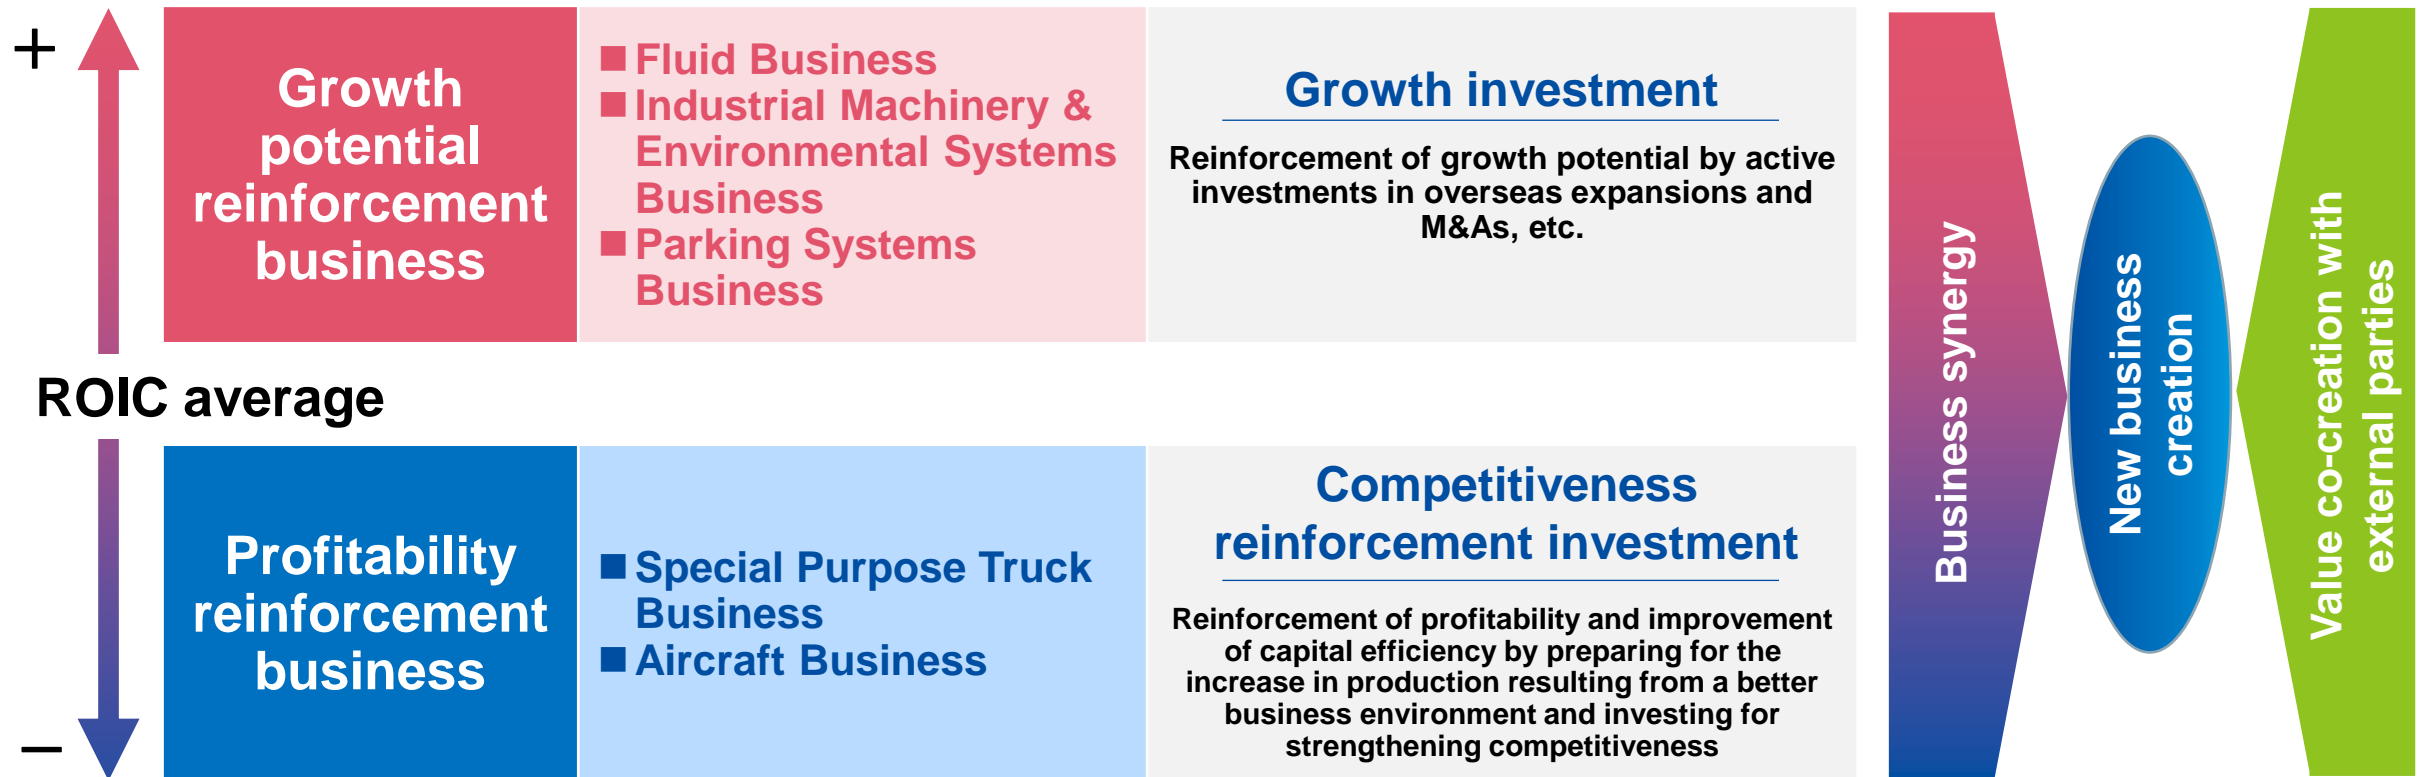 +
Growth
potential
reinforcement
business
■ Fluid Business
■ Industrial Machinery &
Environmental Systems
Business
■ Parking Systems
Business
Growth investment
Reinforcement of growth potential by active
investments in overseas expansions and
M&As, etc.
ROIC average
−
Profitability
reinforcement
business
■ Special Purpose Truck
Business
■ Aircraft Business
Competitiveness
reinforcement investment
Reinforcement of profitability and improvement
of capital efficiency by preparing for the
increase in production resulting from a better
business environment and investing for
strengthening competitiveness
Business synergy
New business
creation
Value co-creation with
external parties